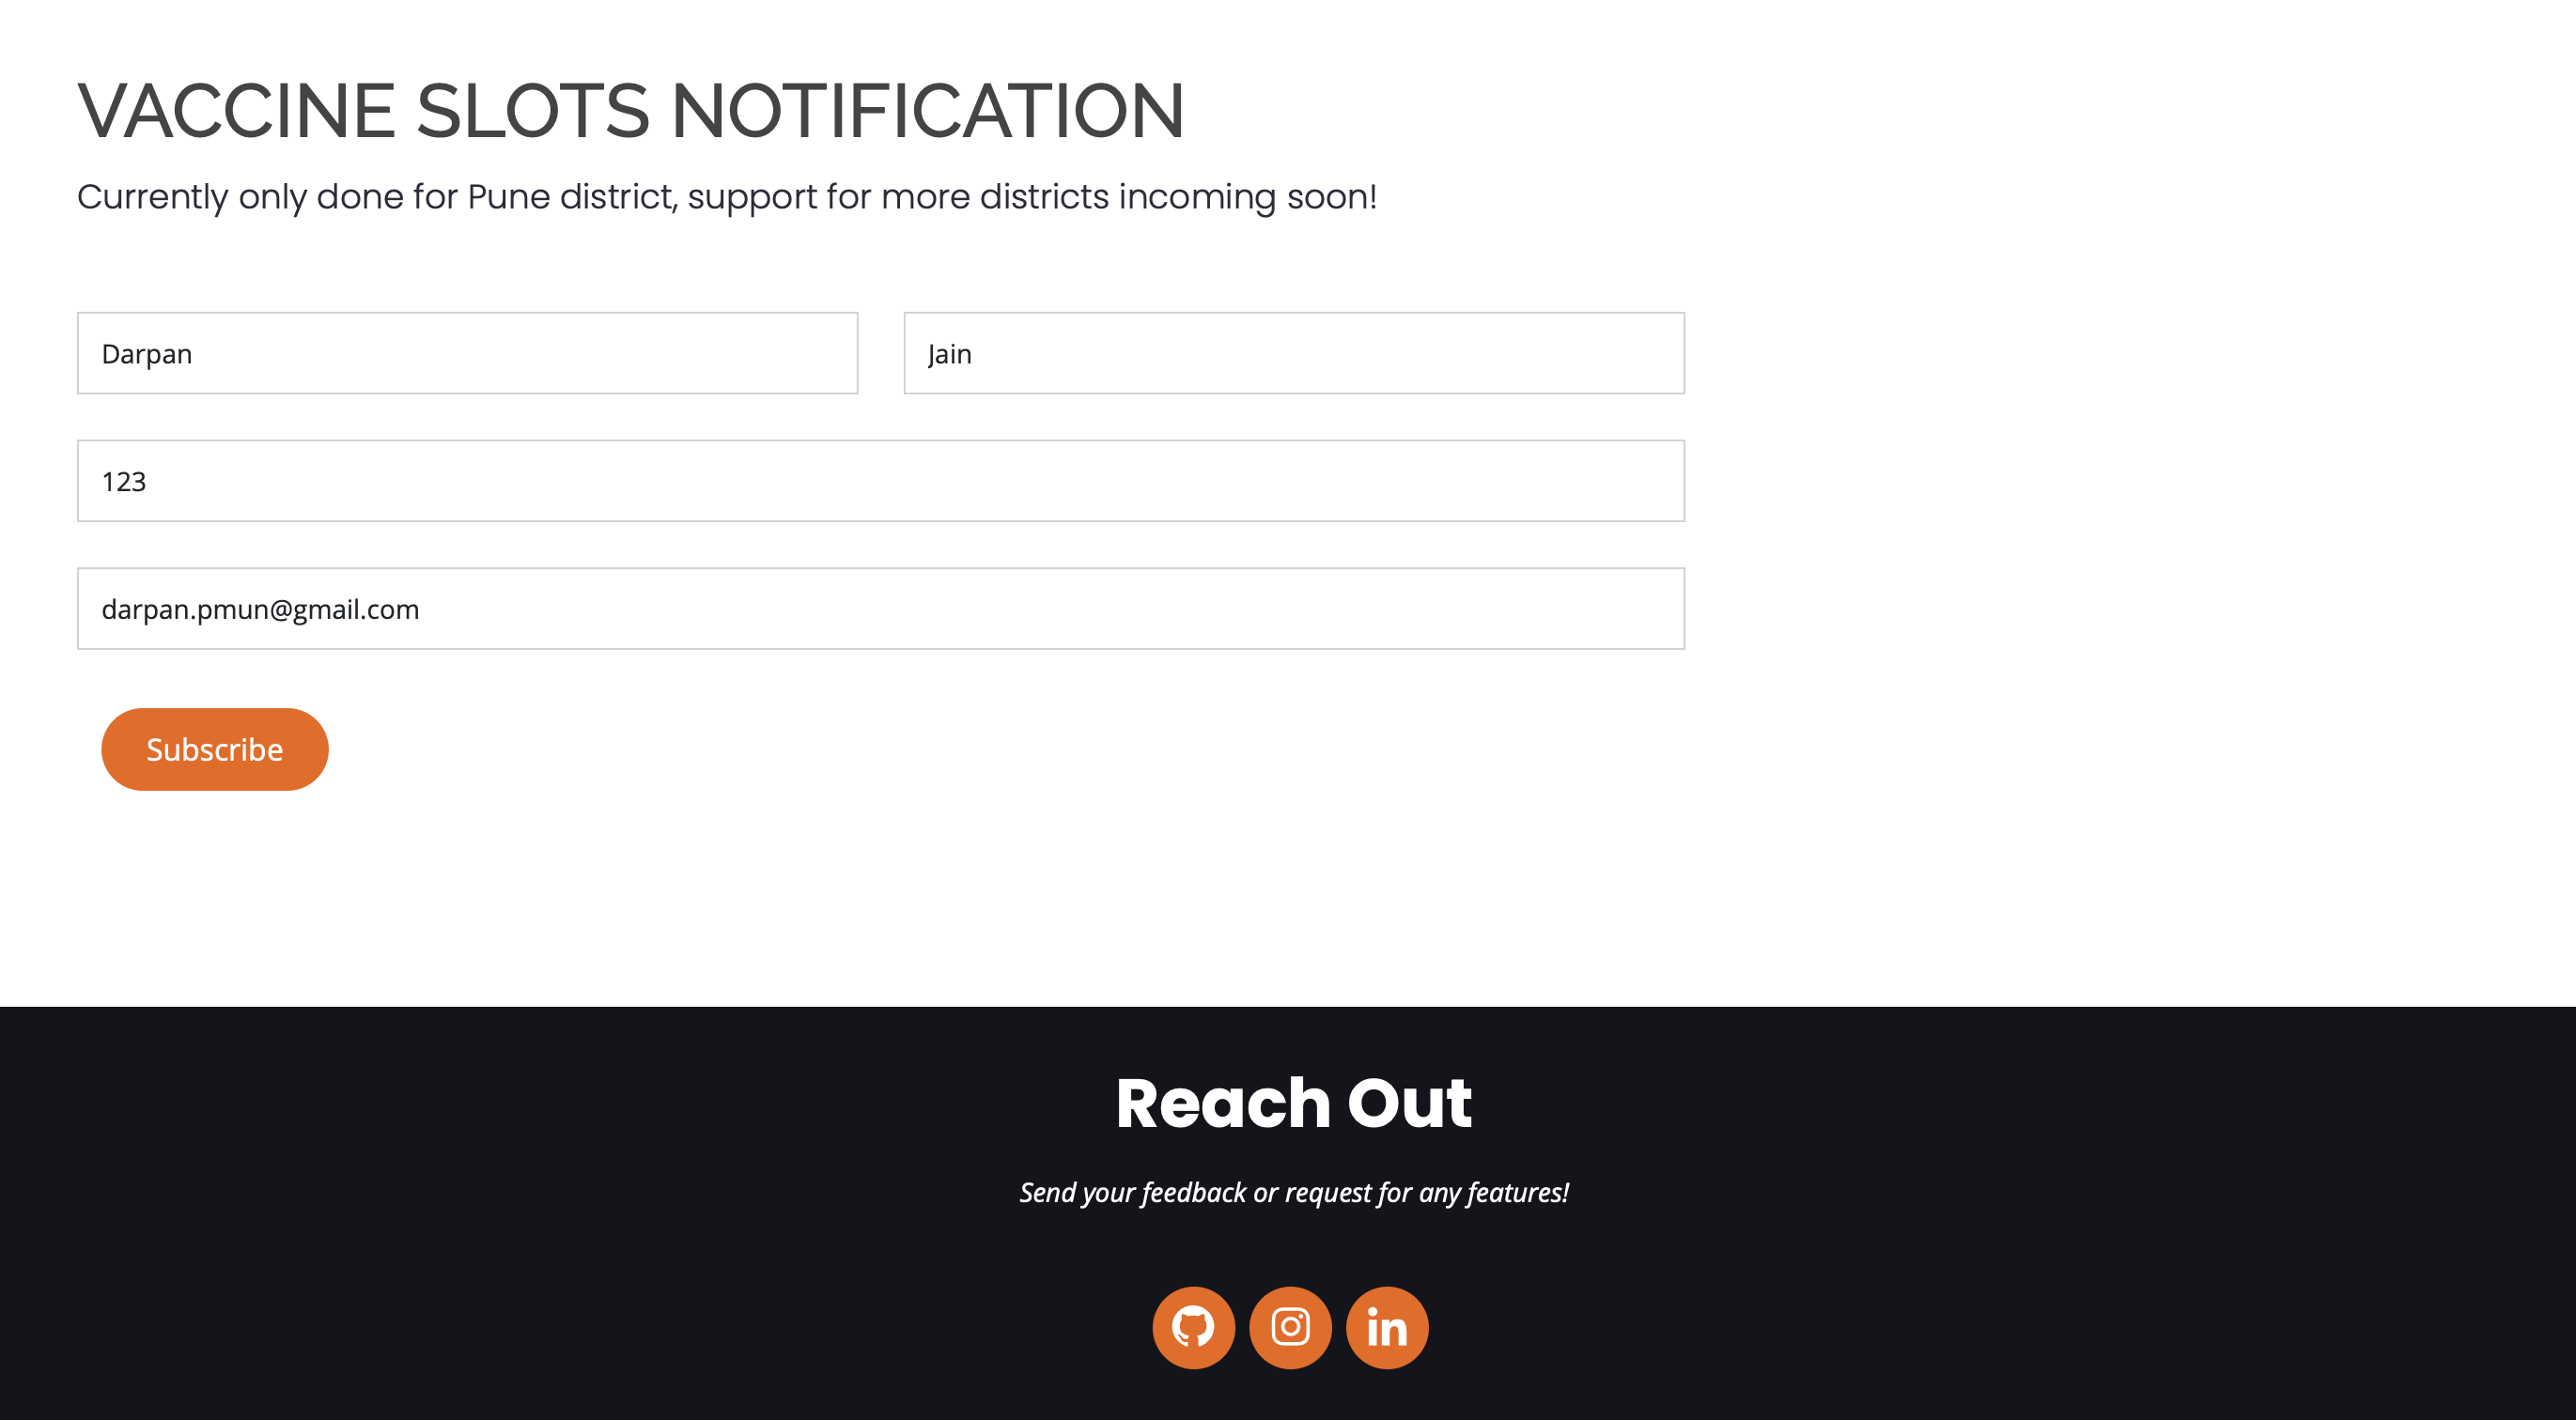 VACCINE SLOTS NOTIFICATION
Currently only done for Pune district, support for more districts incoming soon!
Darpan
Jain
123
darpan.pmun@gmail.com
Subscribe
Reach Out
Send your feedback or request for any features!
in